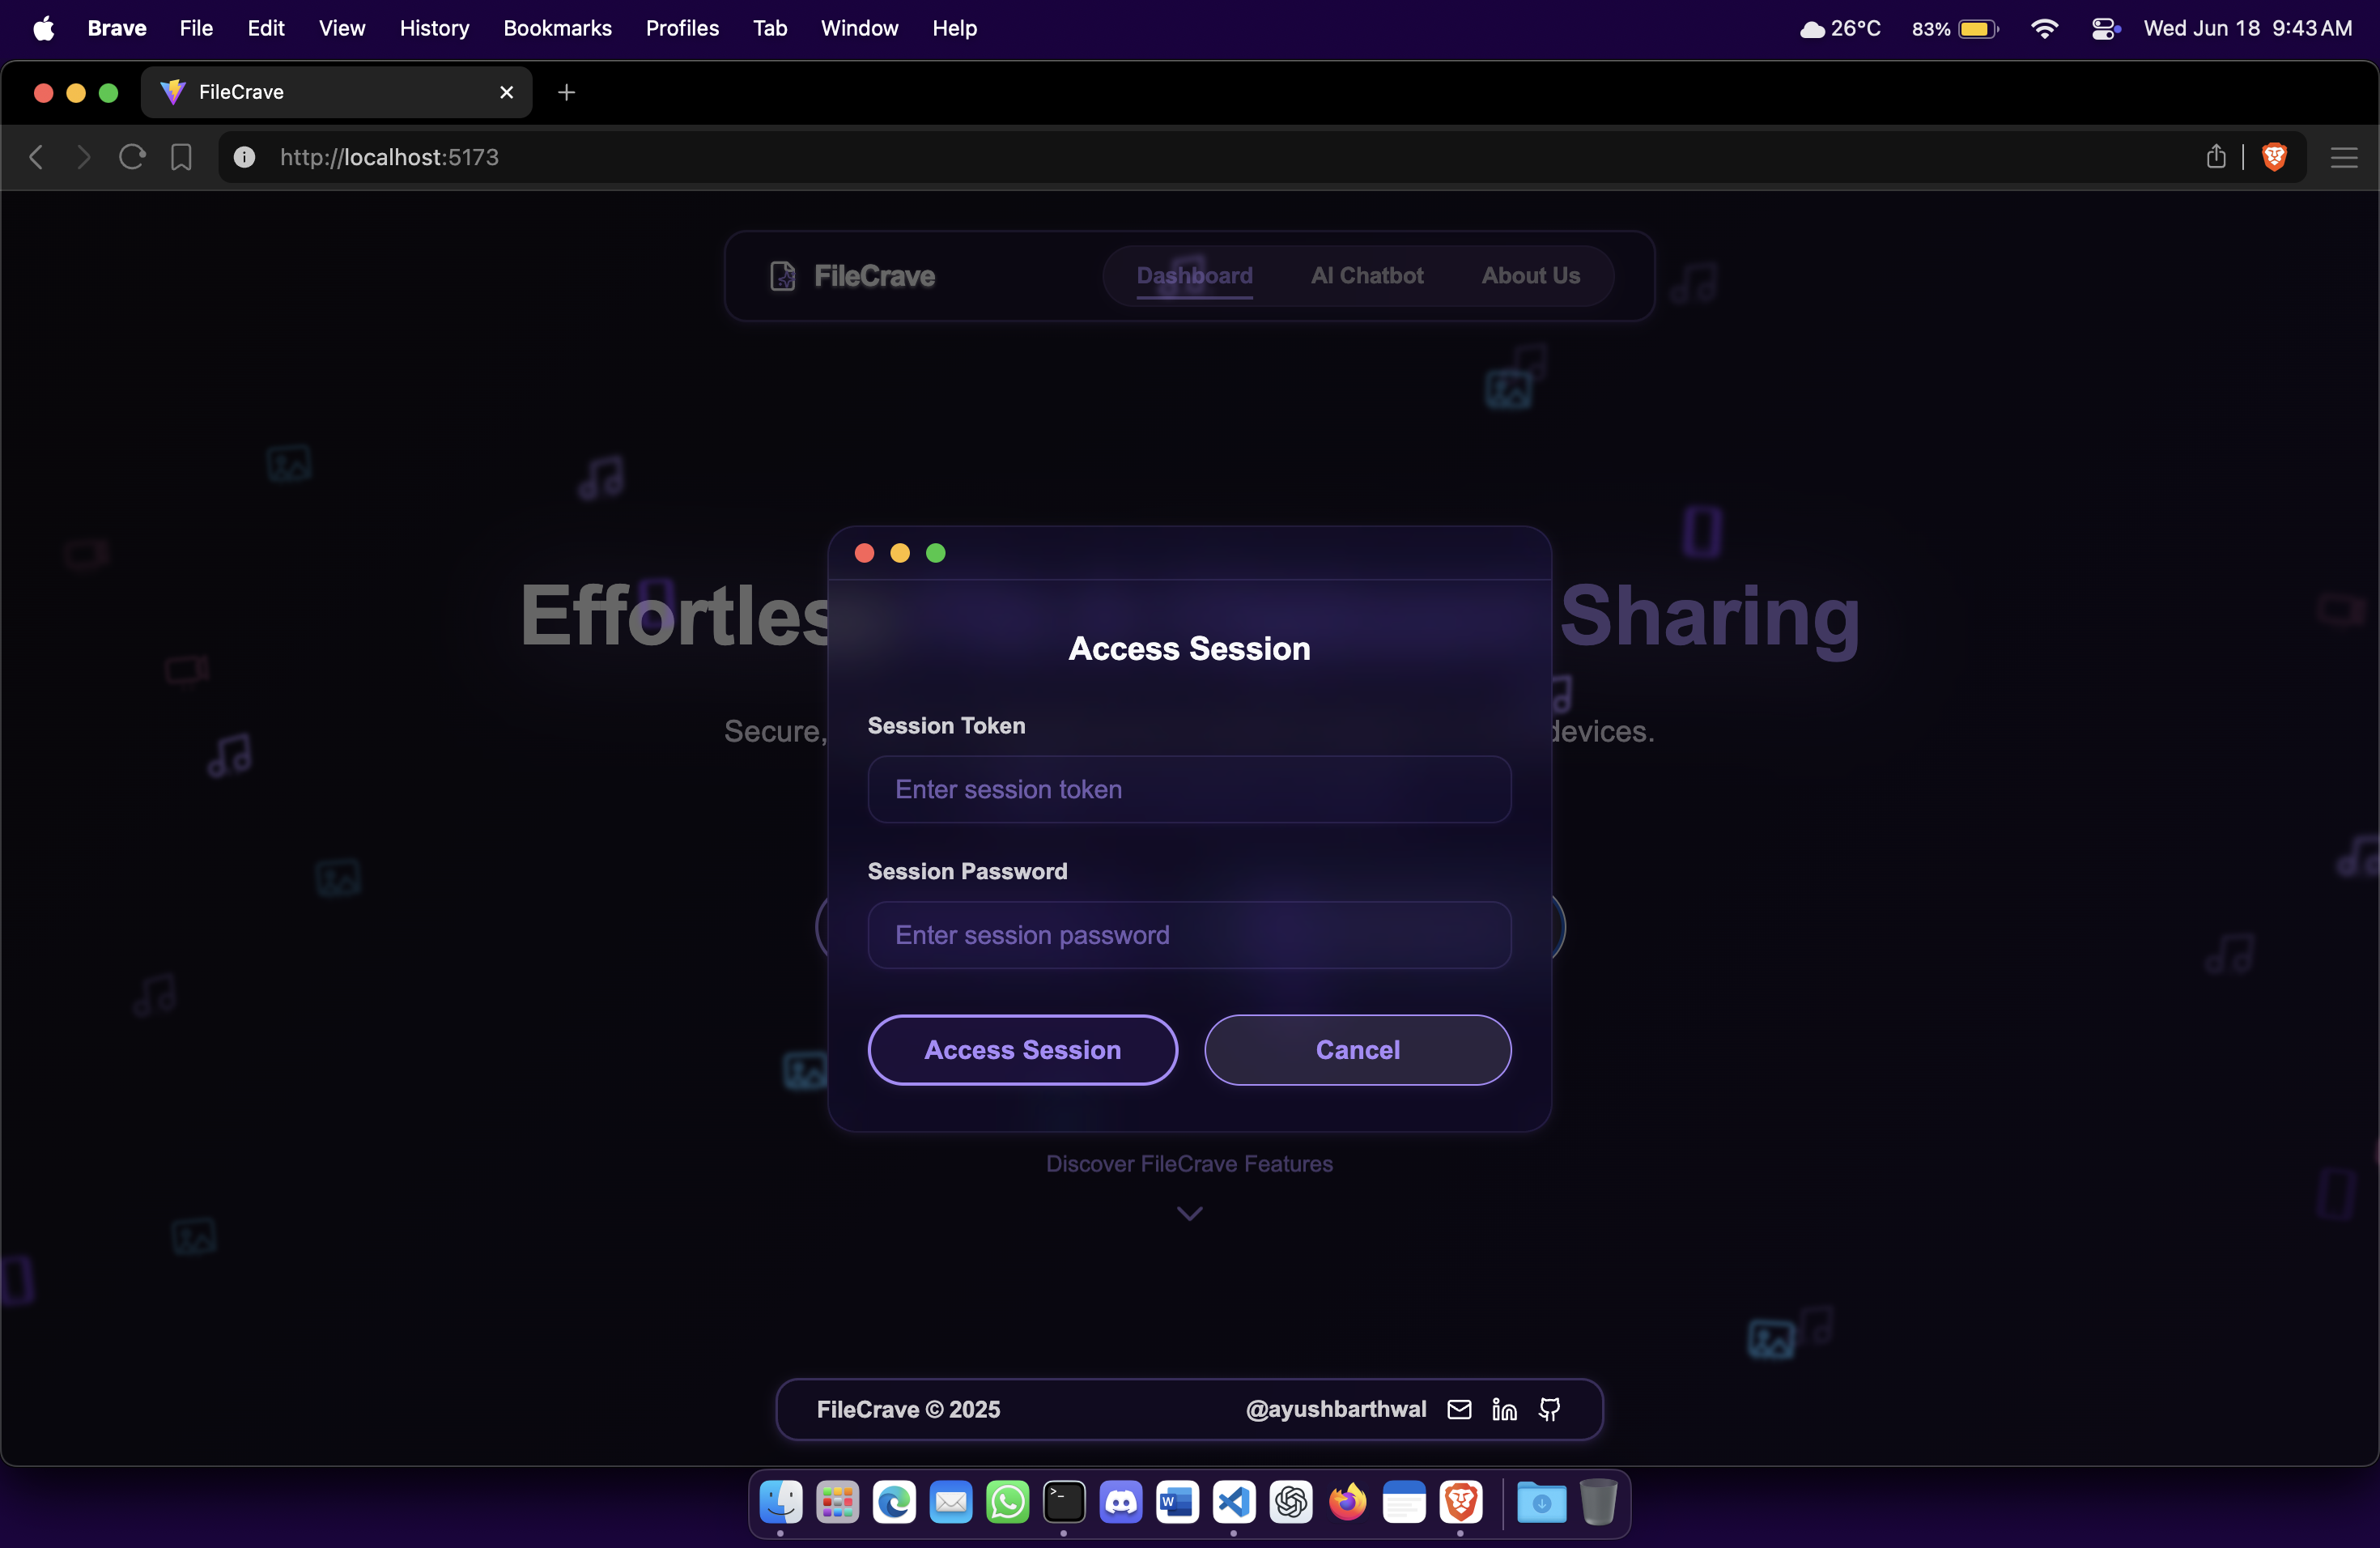 Brave File Edit View History Bookmarks Profiles Tab Window Help 26°C 83% Wed Jun 18 9:43 AM
FileCrave
http://localhost:5173
FileCrave Dashboard AI Chatbot About Us
Sharing
Access Session
Secure, devices.
Session Token
Enter session token
Session Password
Enter session password
Access Session Cancel
Discover FileCrave Features
FileCrave © 2025 @ayushbarthwal